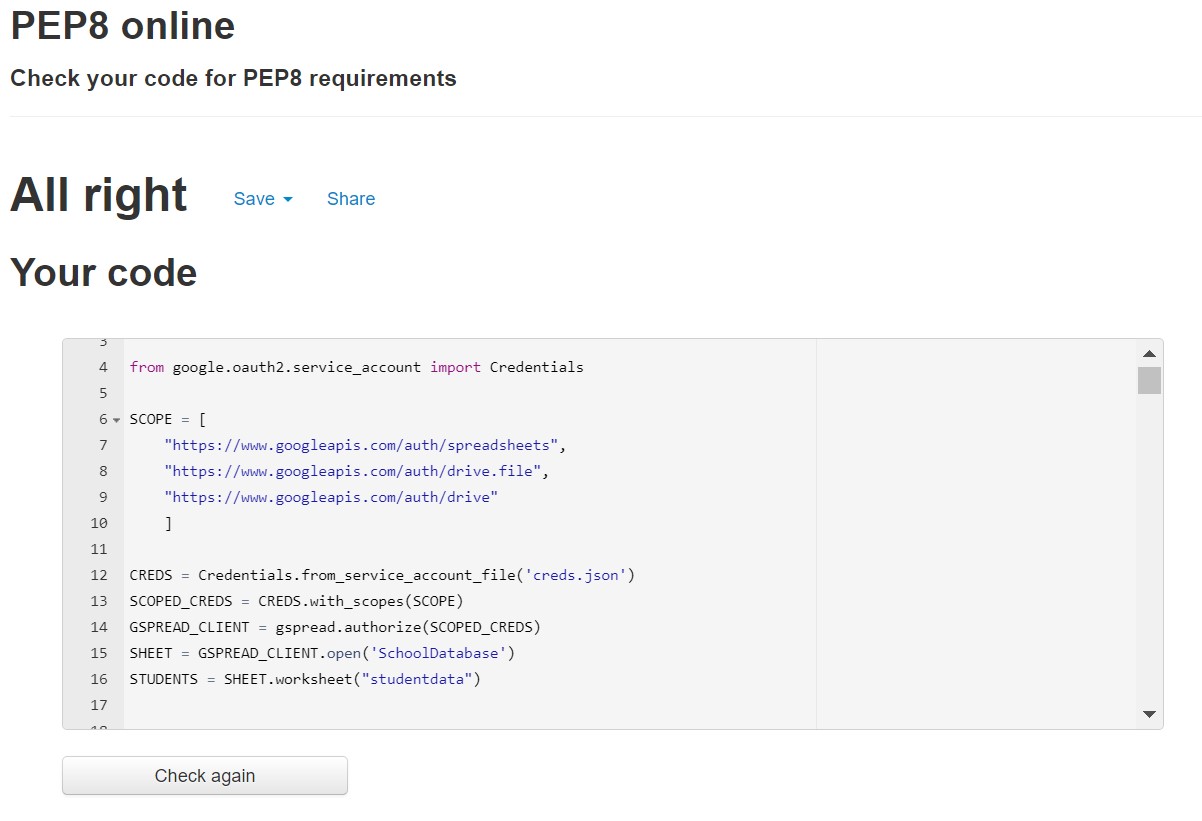 PEP8 online
Check your code for PEP8 requirements
All right Save Share
Your code
3
4 from google.oauth2.service_account import Credentials
5
6 SCOPE = [
7     "https://www.googleapis.com/auth/spreadsheets",
8     "https://www.googleapis.com/auth/drive.file",
9     "https://www.googleapis.com/auth/drive"
10     ]
11
12 CREDS = Credentials.from_service_account_file('creds.json')
13 SCOPED_CREDS = CREDS.with_scopes(SCOPE)
14 GSPREAD_CLIENT = gspread.authorize(SCOPED_CREDS)
15 SHEET = GSPREAD_CLIENT.open('SchoolDatabase')
16 STUDENTS = SHEET.worksheet("studentdata")
17
18
Check again